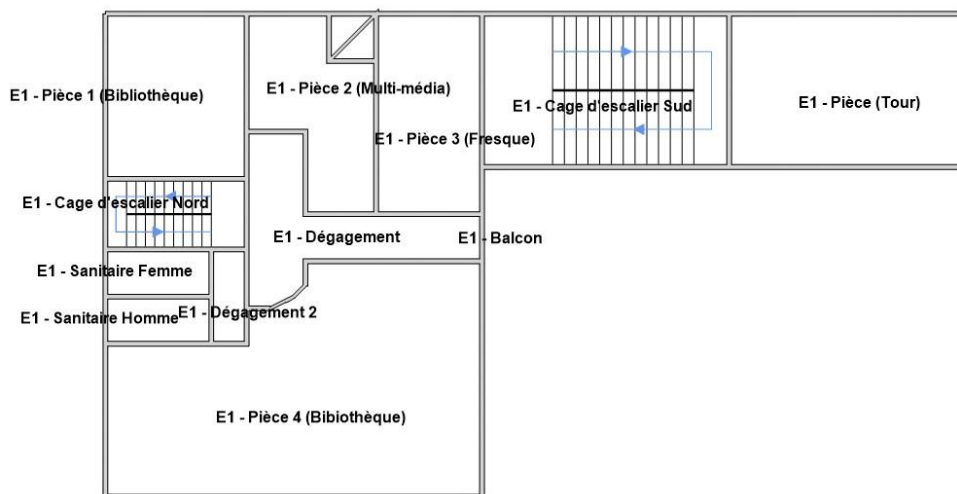 E1 - Pièce 1 (Bibliothèque)
E1 - Pièce 2 (Multi-média)
E1 - Cage d'escalier Sud
E1 - Pièce (Tour)
E1 - Pièce 3 (Fresque)
E1 - Cage d'escalier Nord
E1 - Dégagement
E1 - Balcon
E1 - Sanitaire Femme
E1 - Sanitaire Homme
E1 - Dégagement 2
E1 - Pièce 4 (Bibiothèque)